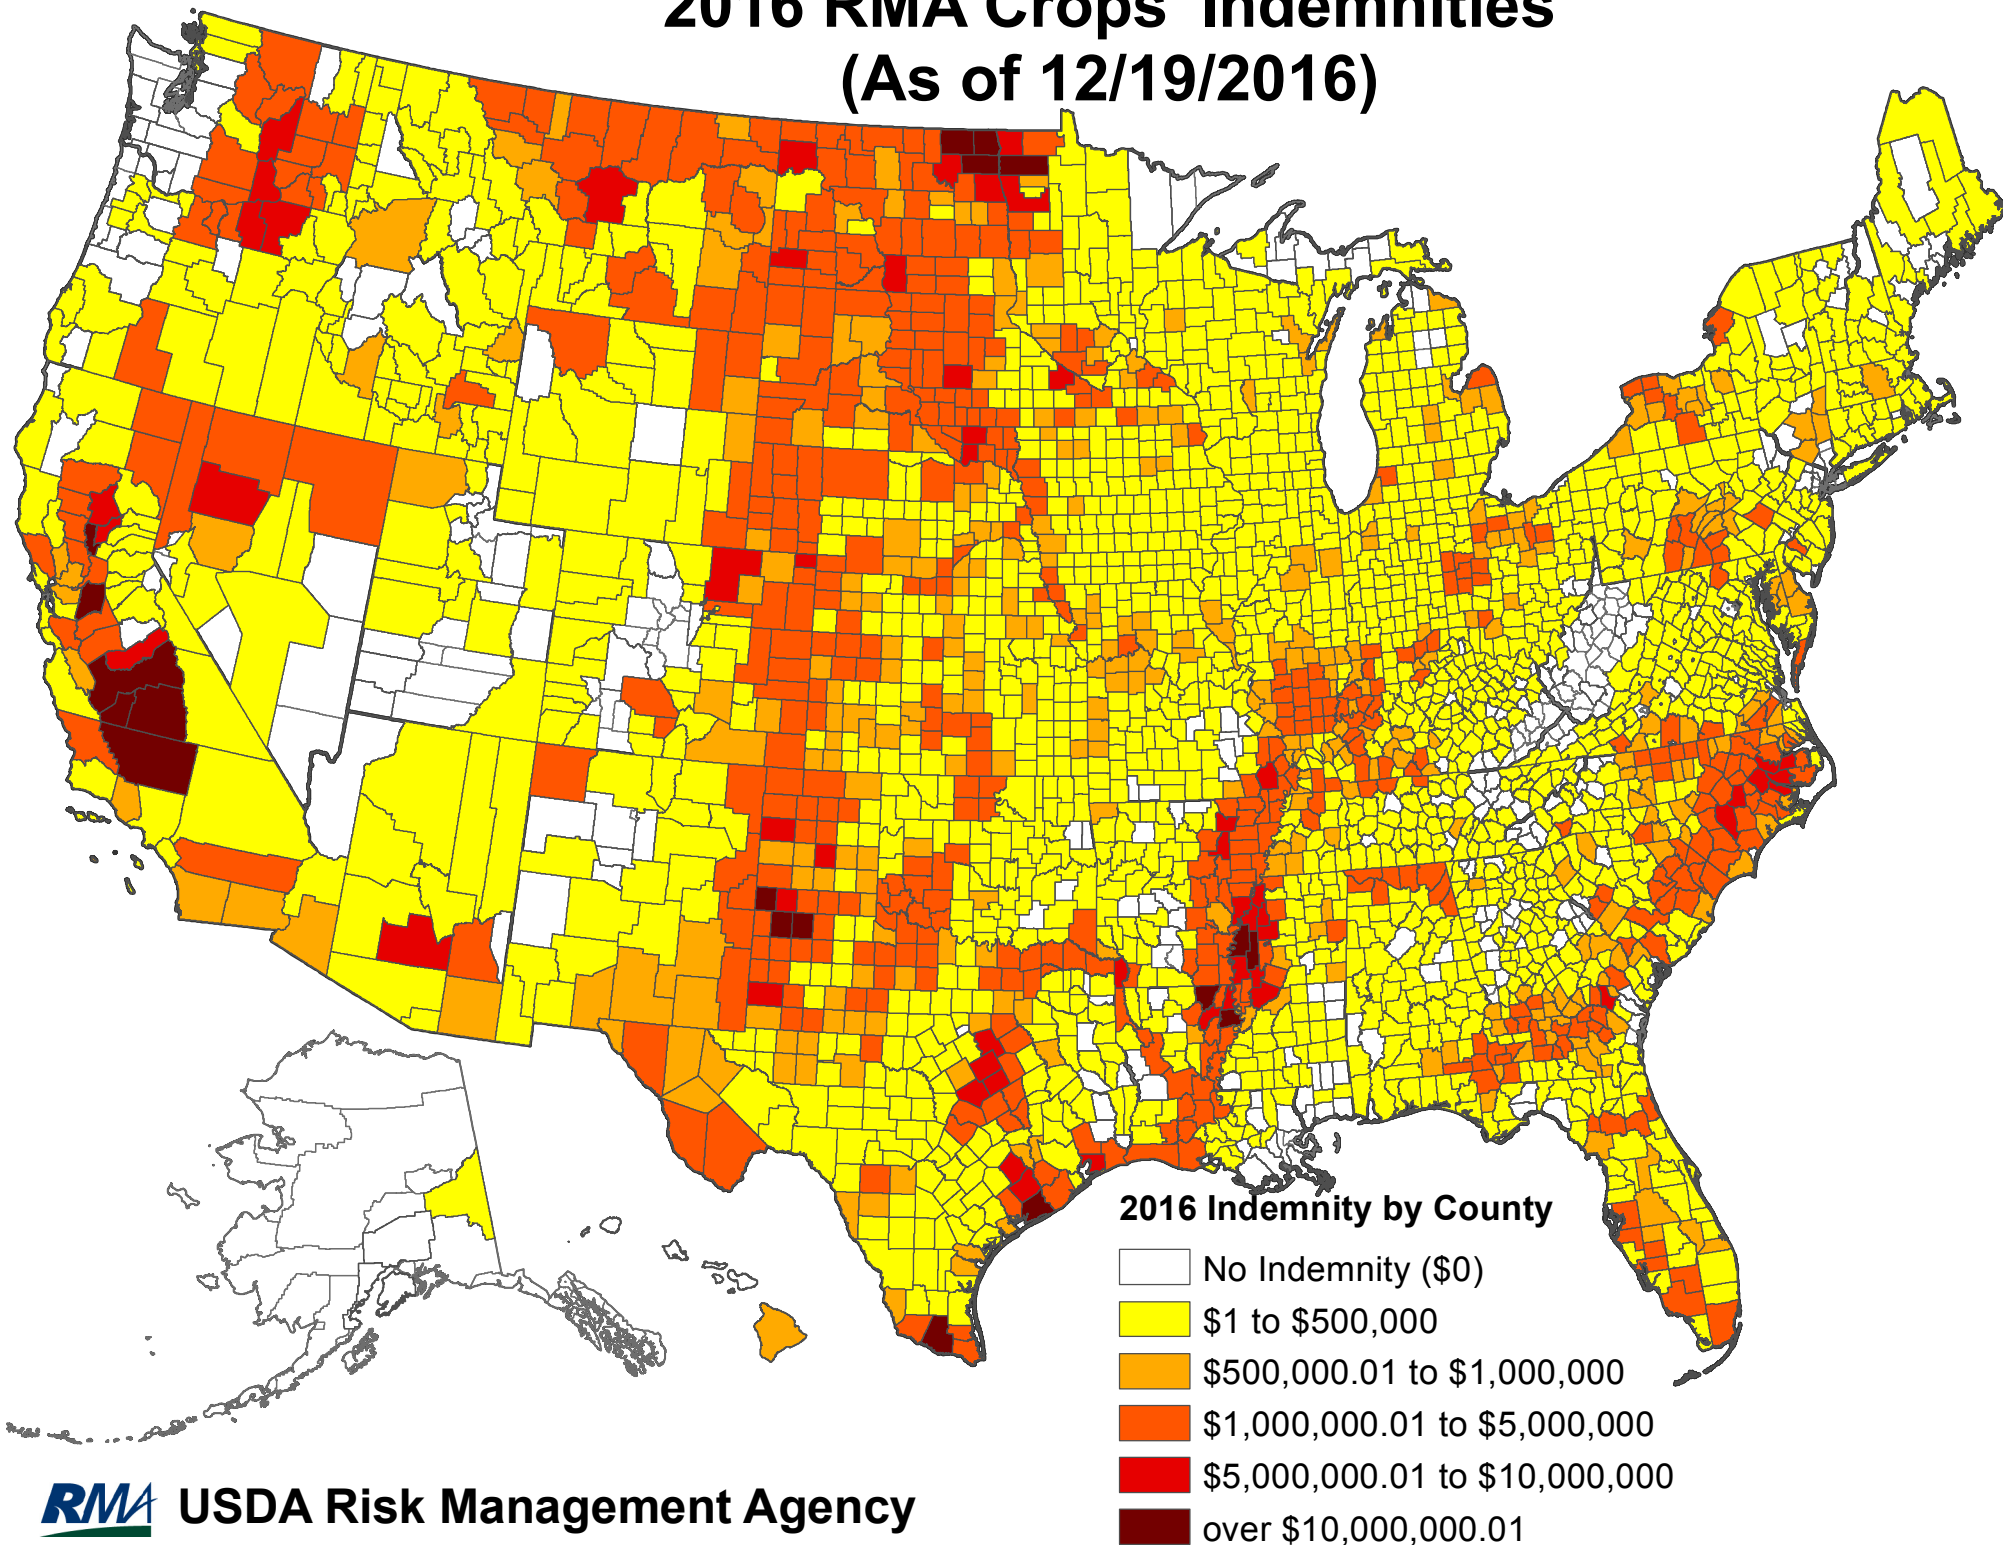 2016 RMA Crops' Indemnities
(As of 12/19/2016)
2016 Indemnity by County
No Indemnity ($0)
$1 to $500,000
$500,000.01 to $1,000,000
$1,000,000.01 to $5,000,000
$5,000,000.01 to $10,000,000
over $10,000,000.01
RMA USDA Risk Management Agency